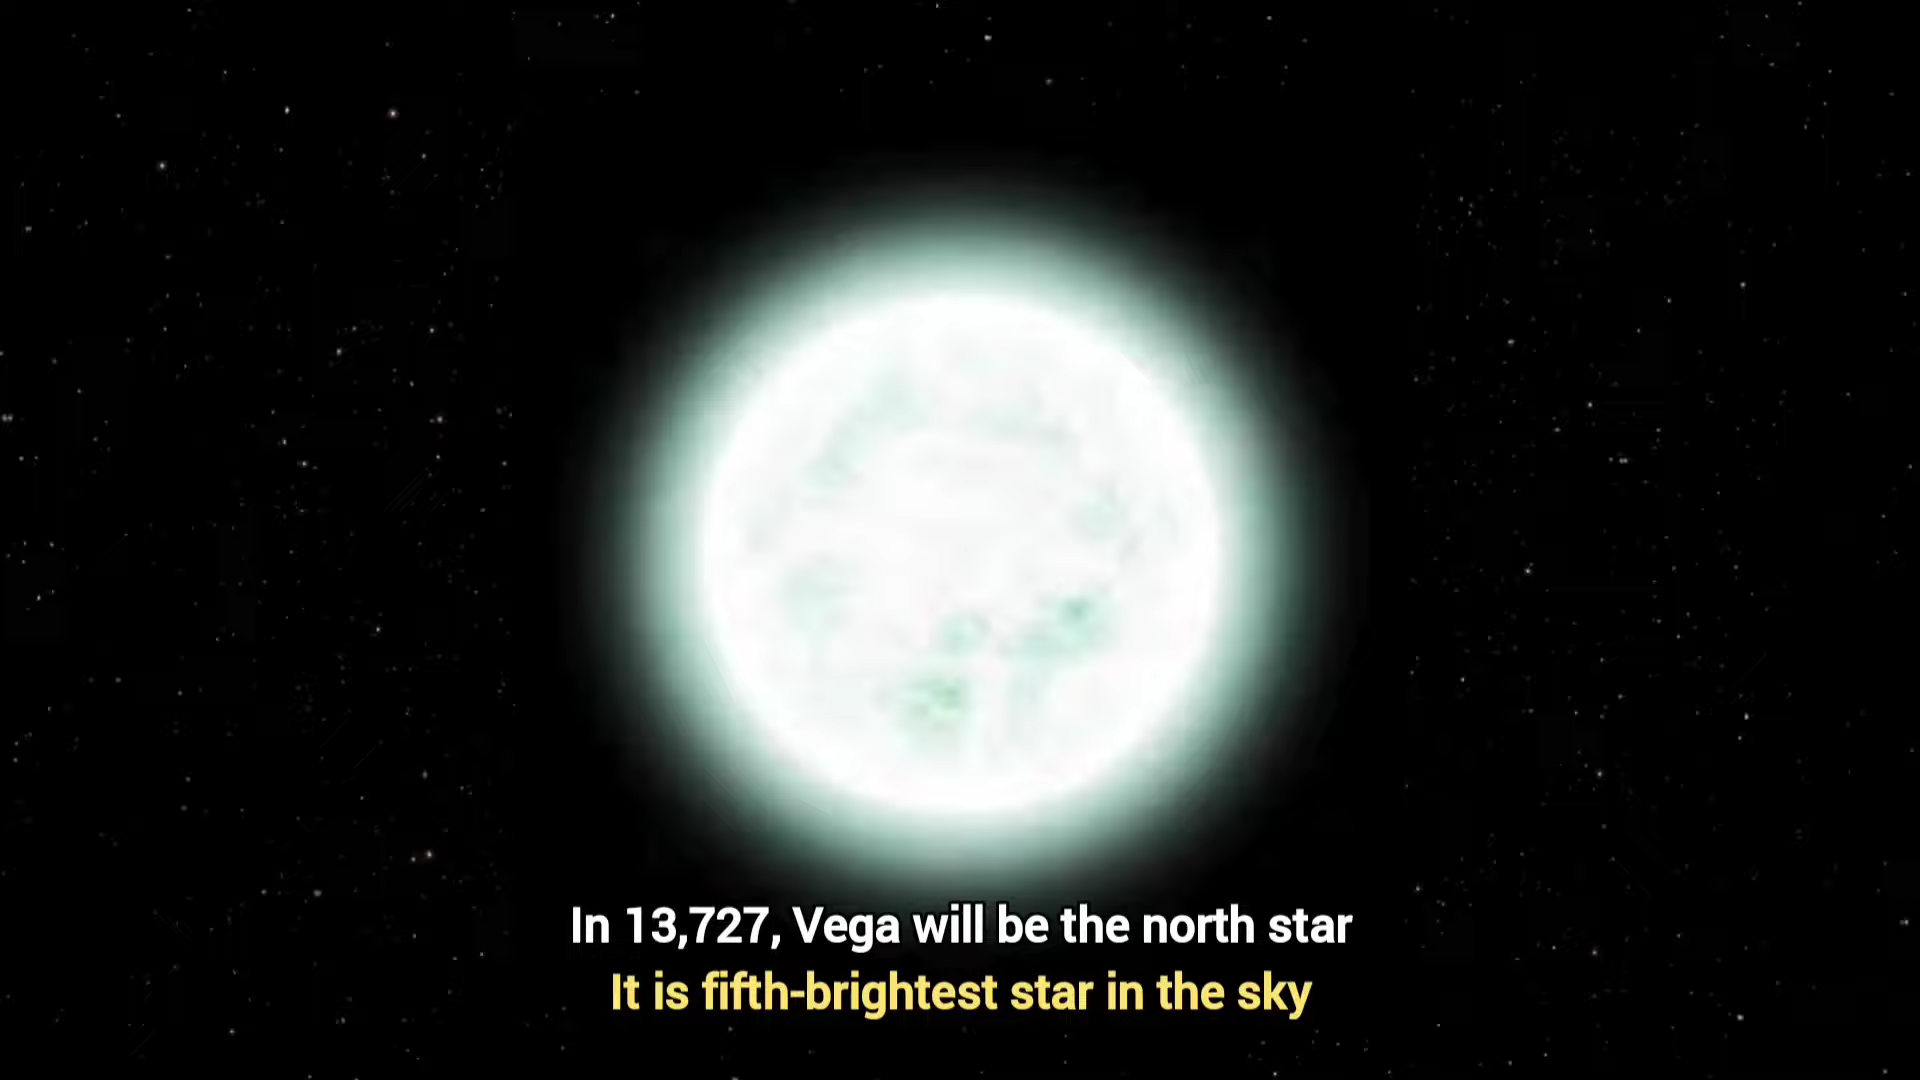 In 13,727, Vega will be the north star
It is fifth-brightest star in the sky